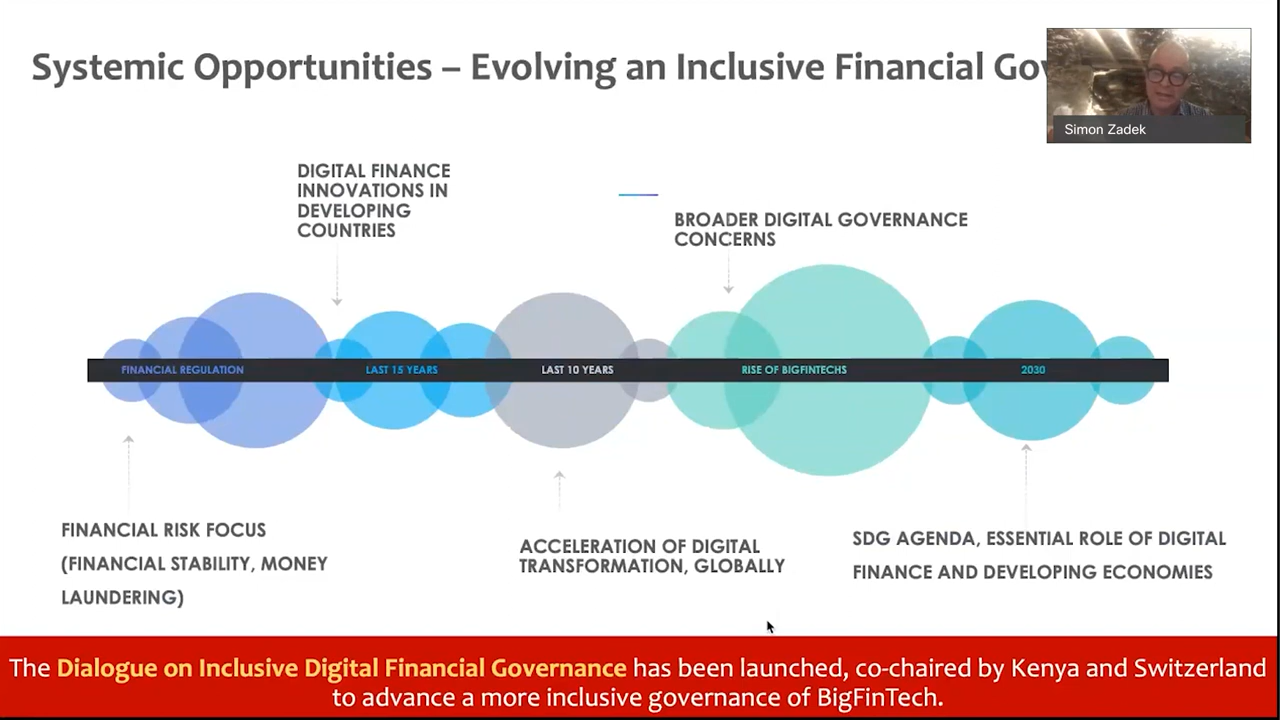 Systemic Opportunities – Evolving an Inclusive Financial Gov
Simon Zadek
DIGITAL FINANCE
INNOVATIONS IN
DEVELOPING
COUNTRIES
BROADER DIGITAL GOVERNANCE
CONCERNS
FINANCIAL REGULATION
LAST 15 YEARS
LAST 10 YEARS
RISE OF BIGFINTECHS
2030
FINANCIAL RISK FOCUS
(FINANCIAL STABILITY, MONEY
LAUNDERING)
ACCELERATION OF DIGITAL
TRANSFORMATION, GLOBALLY
SDG AGENDA, ESSENTIAL ROLE OF DIGITAL
FINANCE AND DEVELOPING ECONOMIES
The Dialogue on Inclusive Digital Financial Governance has been launched, co-chaired by Kenya and Switzerland
to advance a more inclusive governance of BigFinTech.